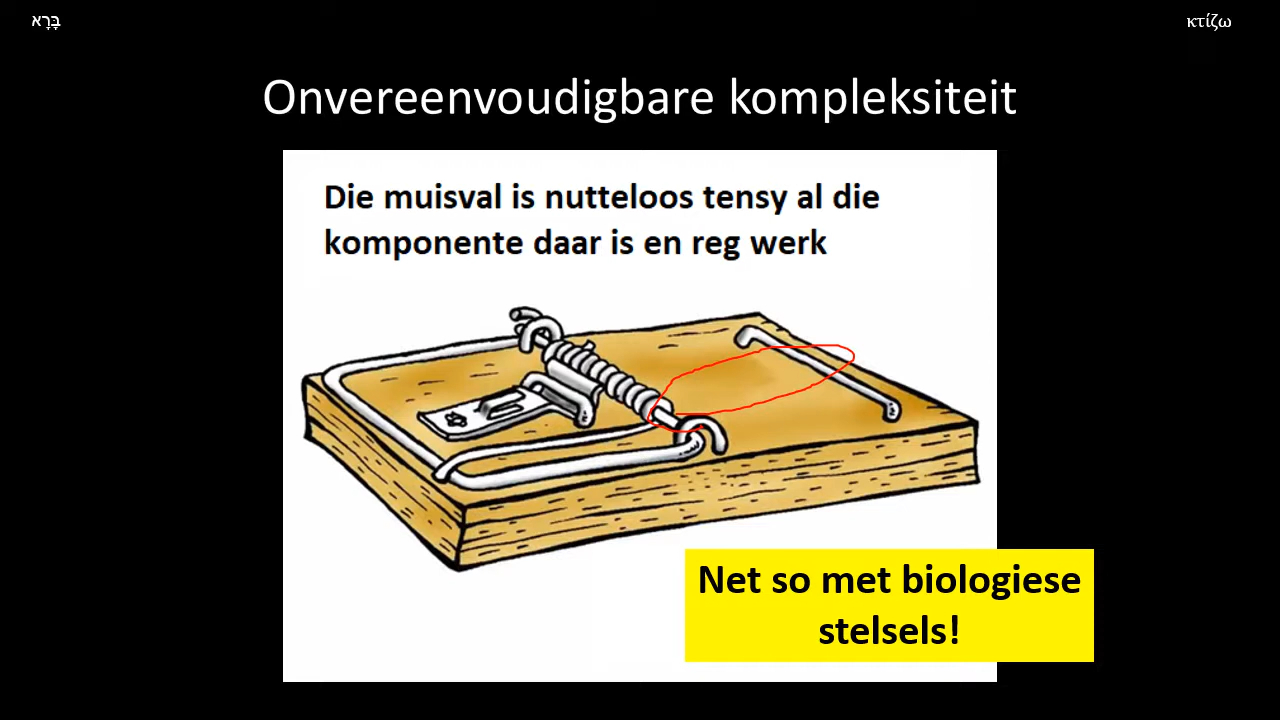 בָּרָא
κτίζω
Onvereenvoudigbare kompleksiteit
Die muisval is nutteloos tensy al die
komponente daar is en reg werk
Net so met biologiese
stelsels!